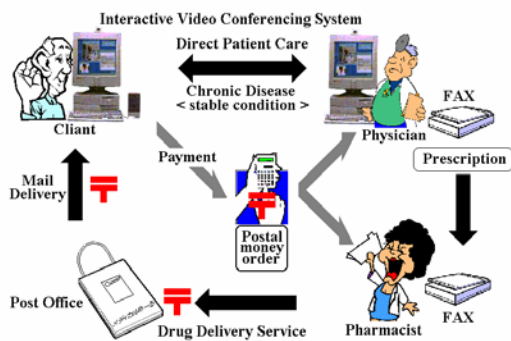 Interactive Video Conferencing System
Direct Patient Care
Chronic Disease
< stable condition >
Cliant
Physician
FAX
Payment
Prescription
Mail
Delivery
〒
〒
Postal
money
order
Post Office
〒
Drug Delivery Service
Pharmacist
FAX